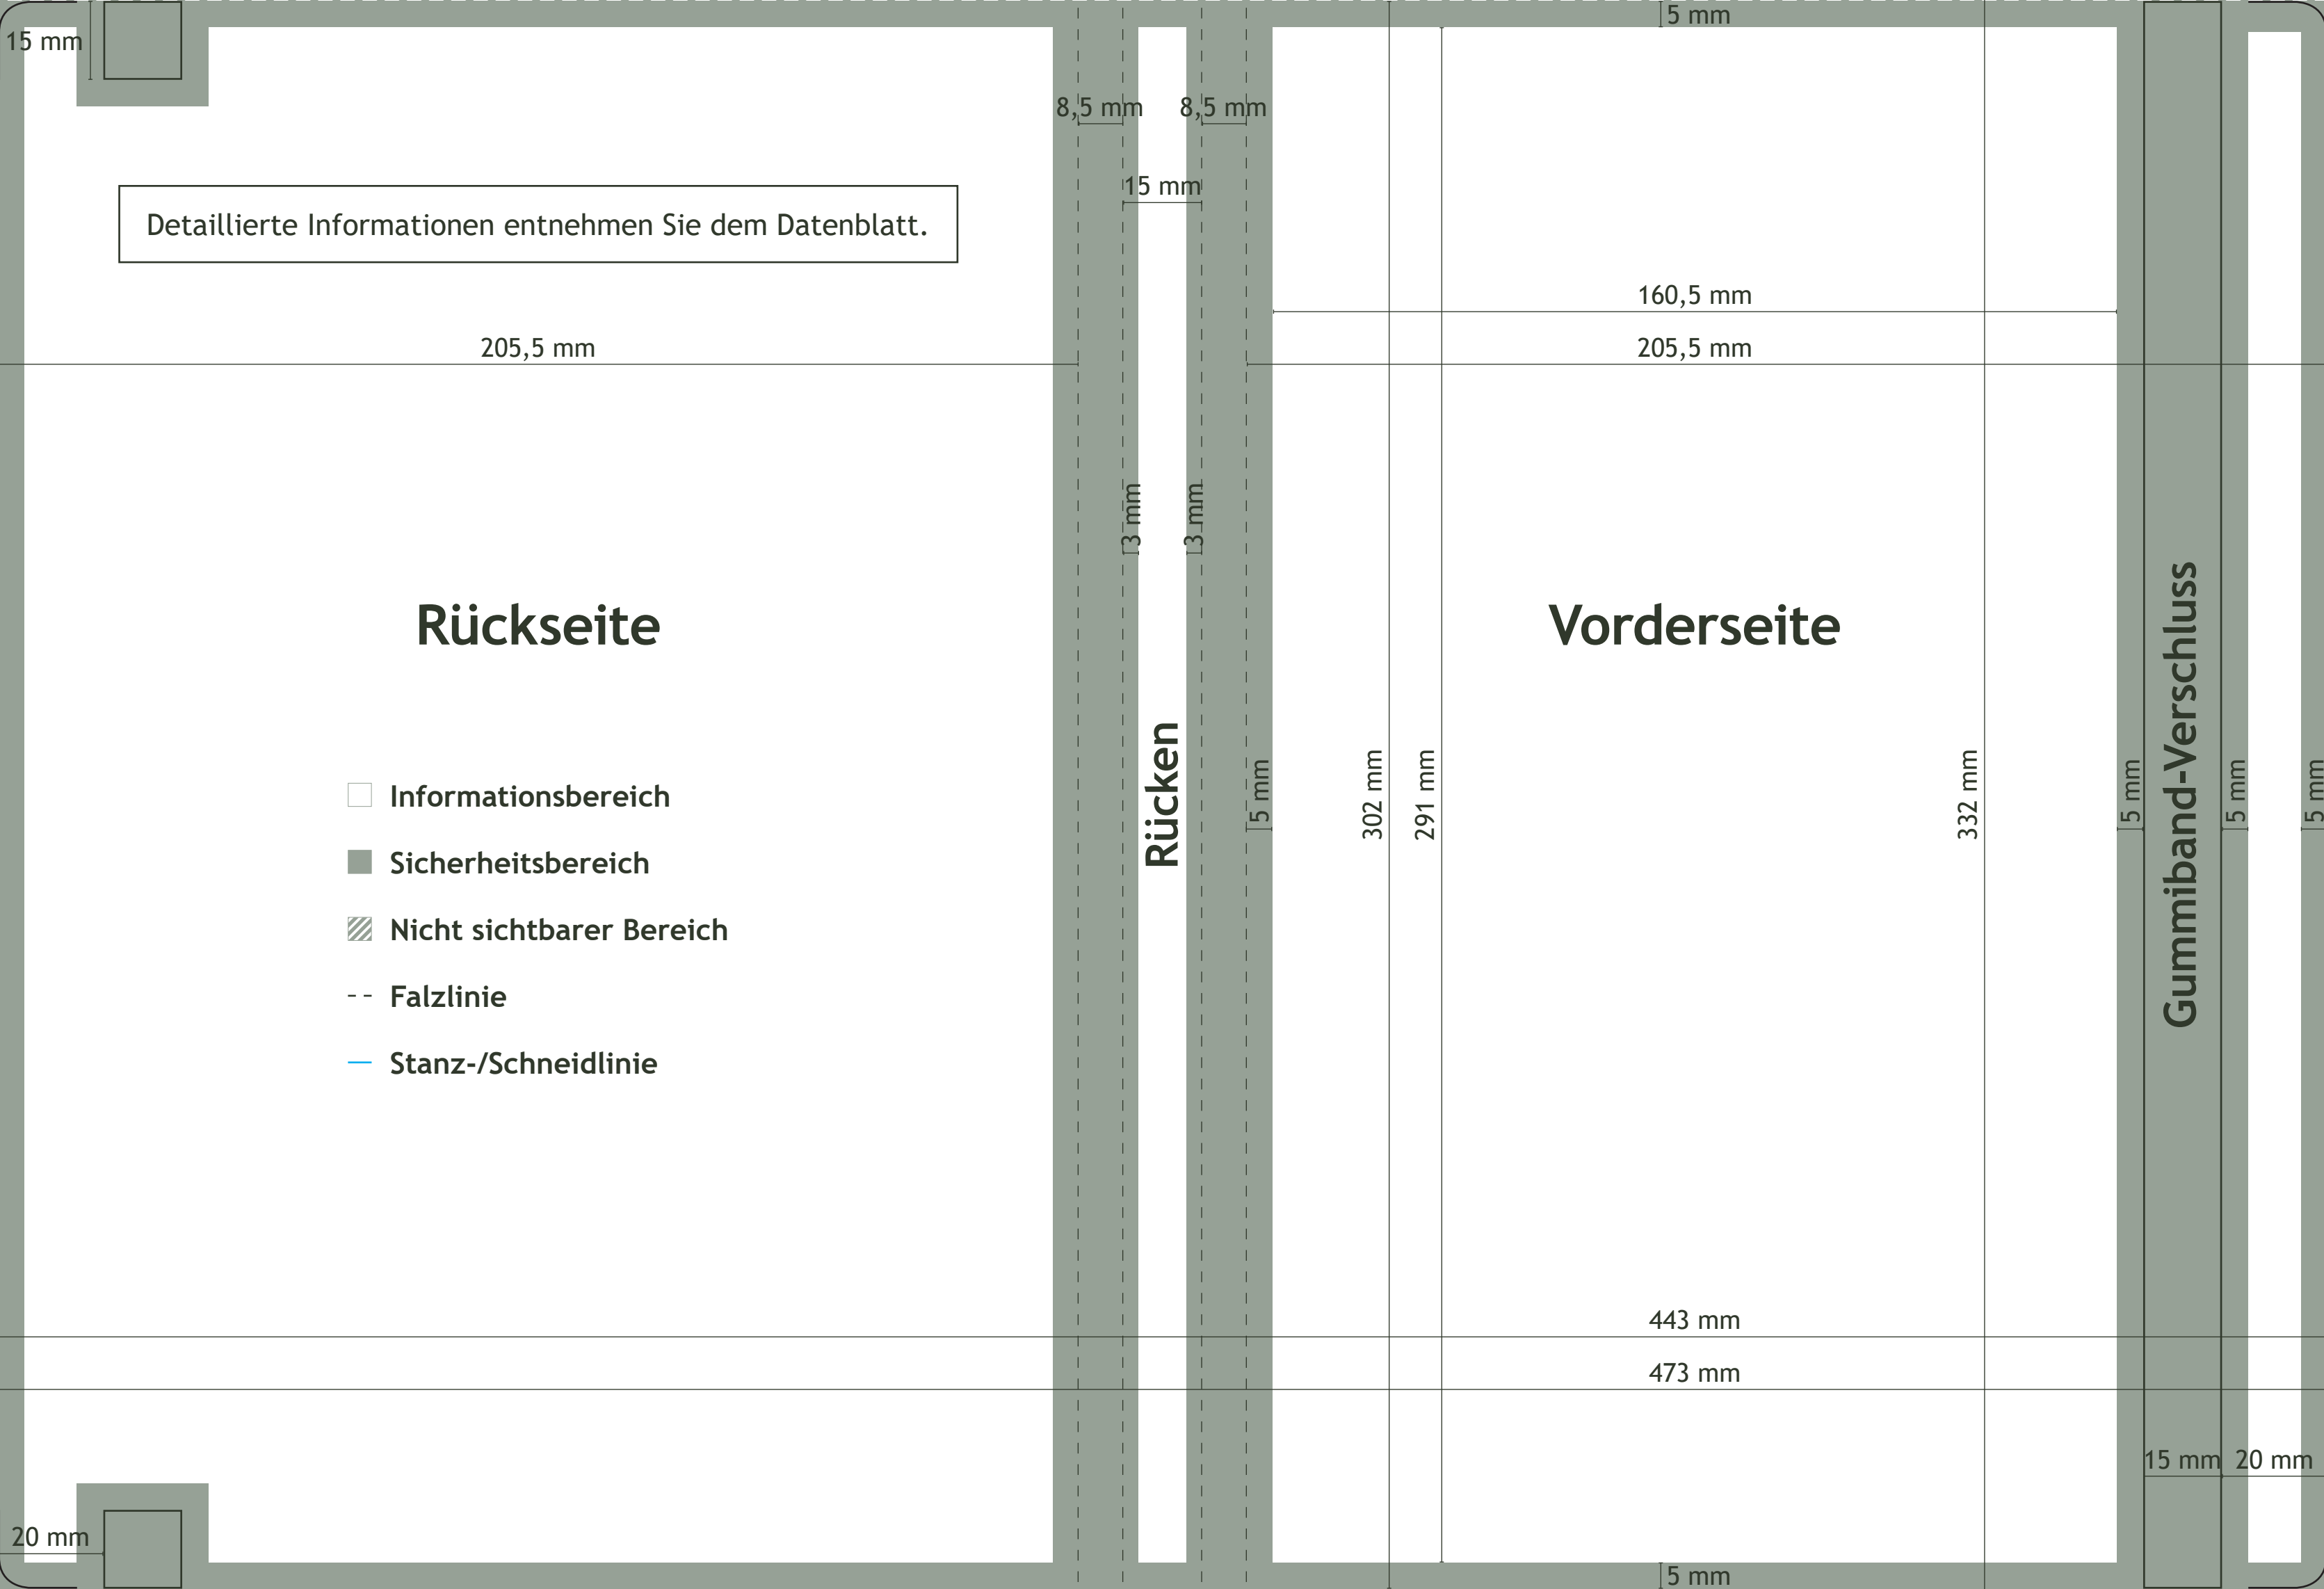 5 mm
15 mm
8,5 mm
8,5 mm
15 mm
Detaillierte Informationen entnehmen Sie dem Datenblatt.
160,5 mm
205,5 mm
205,5 mm
3 mm
3 mm
Rückseite
Vorderseite
Rücken
Gummiband-Verschluss
5 mm
302 mm
291 mm
332 mm
5 mm
5 mm
5 mm
Informationsbereich
Sicherheitsbereich
Nicht sichtbarer Bereich
Falzlinie
Stanz-/Schneidlinie
443 mm
473 mm
15 mm
20 mm
20 mm
5 mm